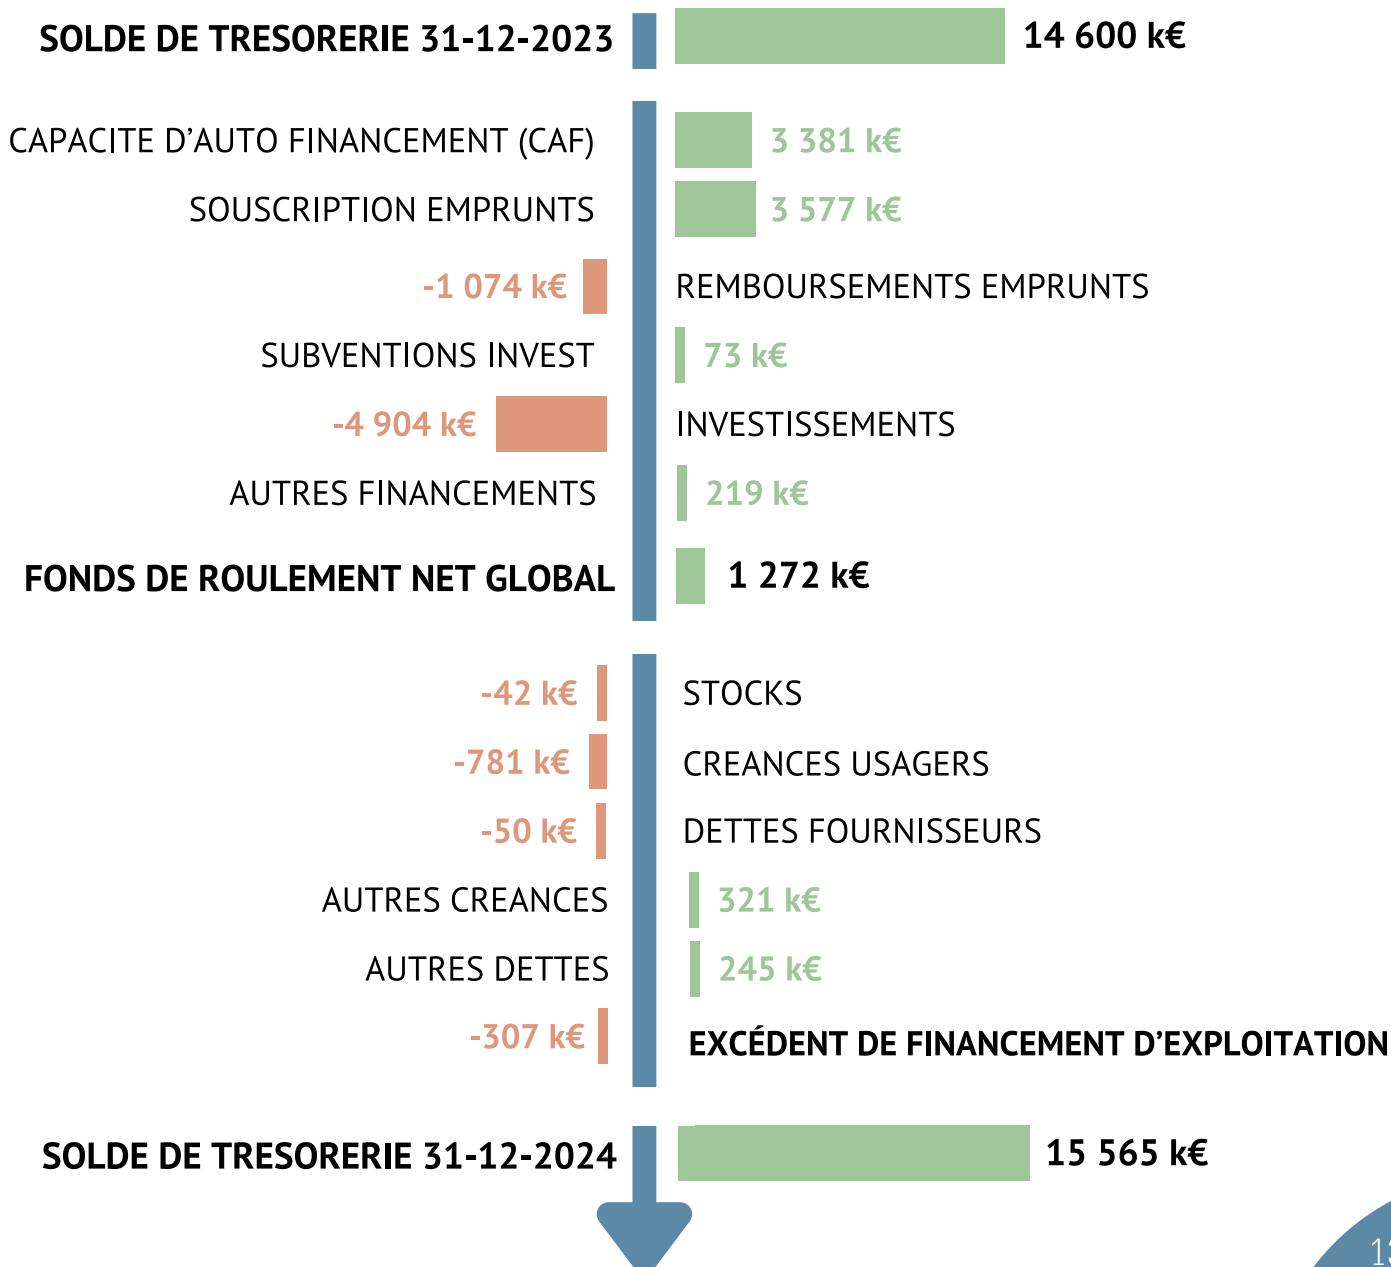 SOLDE DE TRESORERIE 31-12-2023 14 600 k€
CAPACITE D’AUTO FINANCEMENT (CAF) 3 381 k€
SOUSCRIPTION EMPRUNTS 3 577 k€
-1 074 k€ REMBOURSEMENTS EMPRUNTS
SUBVENTIONS INVEST 73 k€
-4 904 k€ INVESTISSEMENTS
AUTRES FINANCEMENTS 219 k€
FONDS DE ROULEMENT NET GLOBAL 1 272 k€
-42 k€ STOCKS
-781 k€ CREANCES USAGERS
-50 k€ DETTES FOURNISSEURS
AUTRES CREANCES 321 k€
AUTRES DETTES 245 k€
-307 k€ EXCÉDENT DE FINANCEMENT D’EXPLOITATION
SOLDE DE TRESORERIE 31-12-2024 15 565 k€